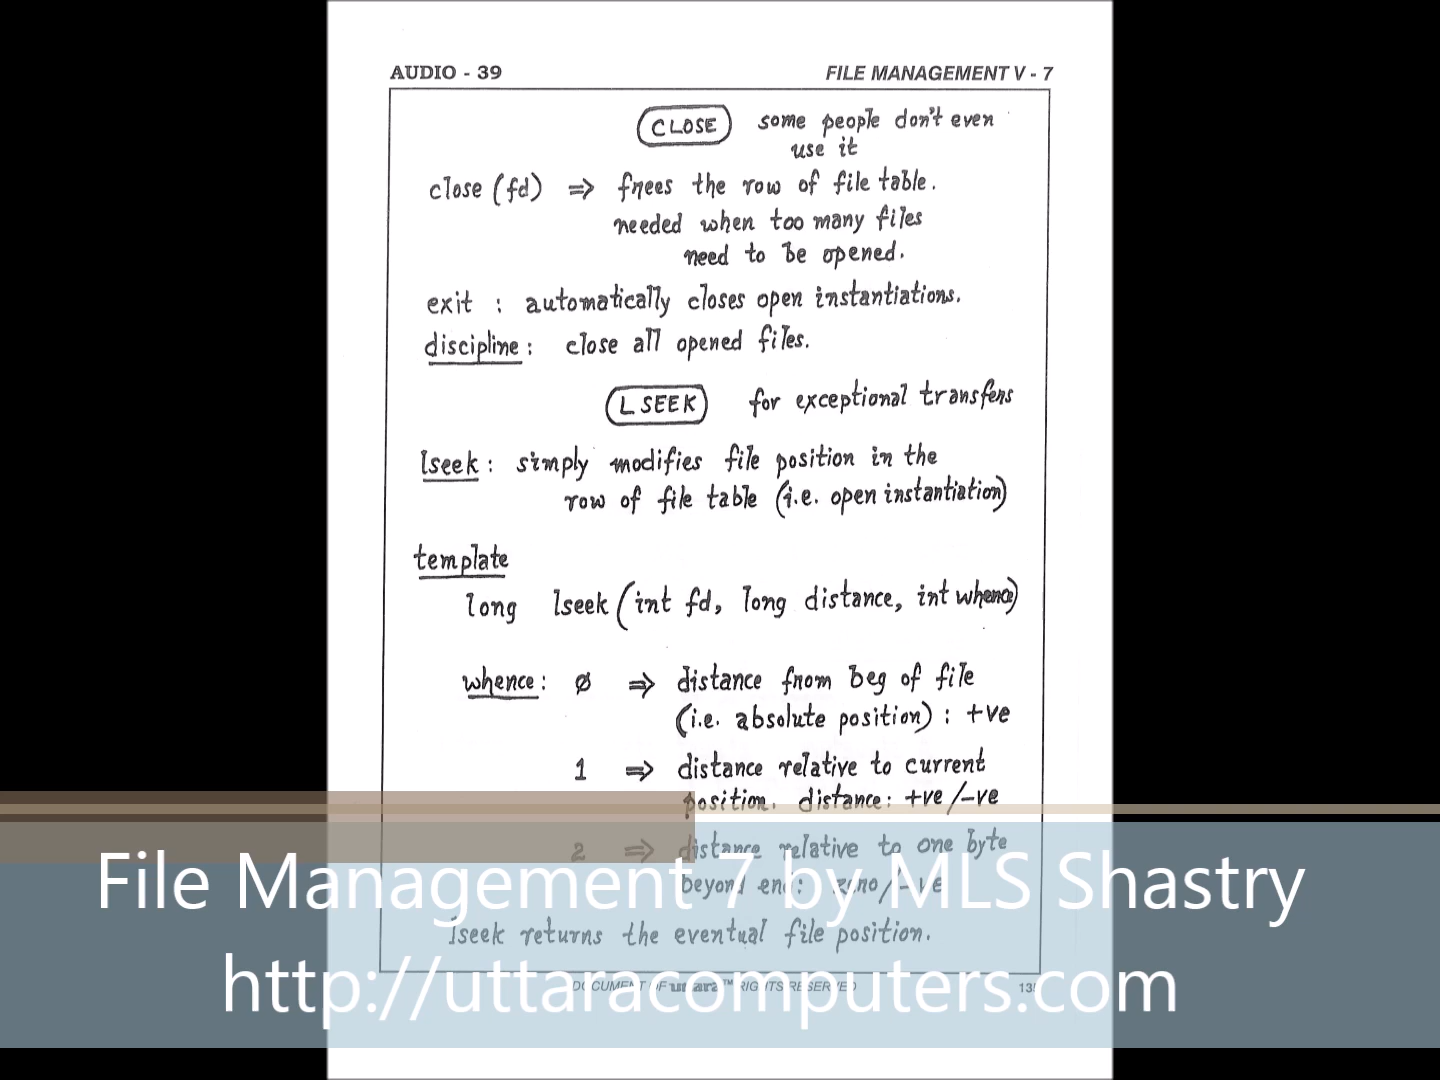 AUDIO - 39 FILE MANAGEMENT V - 7
CLOSE some people don't even
use it
close (fd) ⇒ frees the row of file table.
needed when too many files
need to be opened.
exit : automatically closes open instantiations.
discipline : close all opened files.
LSEEK for exceptional transfers
lseek : simply modifies file position in the
row of file table (i.e. open instantiation)
template
long lseek (int fd, long distance, int whence)
whence : ø ⇒ distance from beg of file
(i.e. absolute position) : +ve
1 ⇒ distance relative to current
position. distance : +ve /-ve
2 ⇒ distance relative to one byte
beyond end: zero/-ve
lseek returns the eventual file position.
DOCUMENT OF uttara™ RIGHTS RESERVED
File Management 7 by MLS Shastry
http://uttaracomputers.com